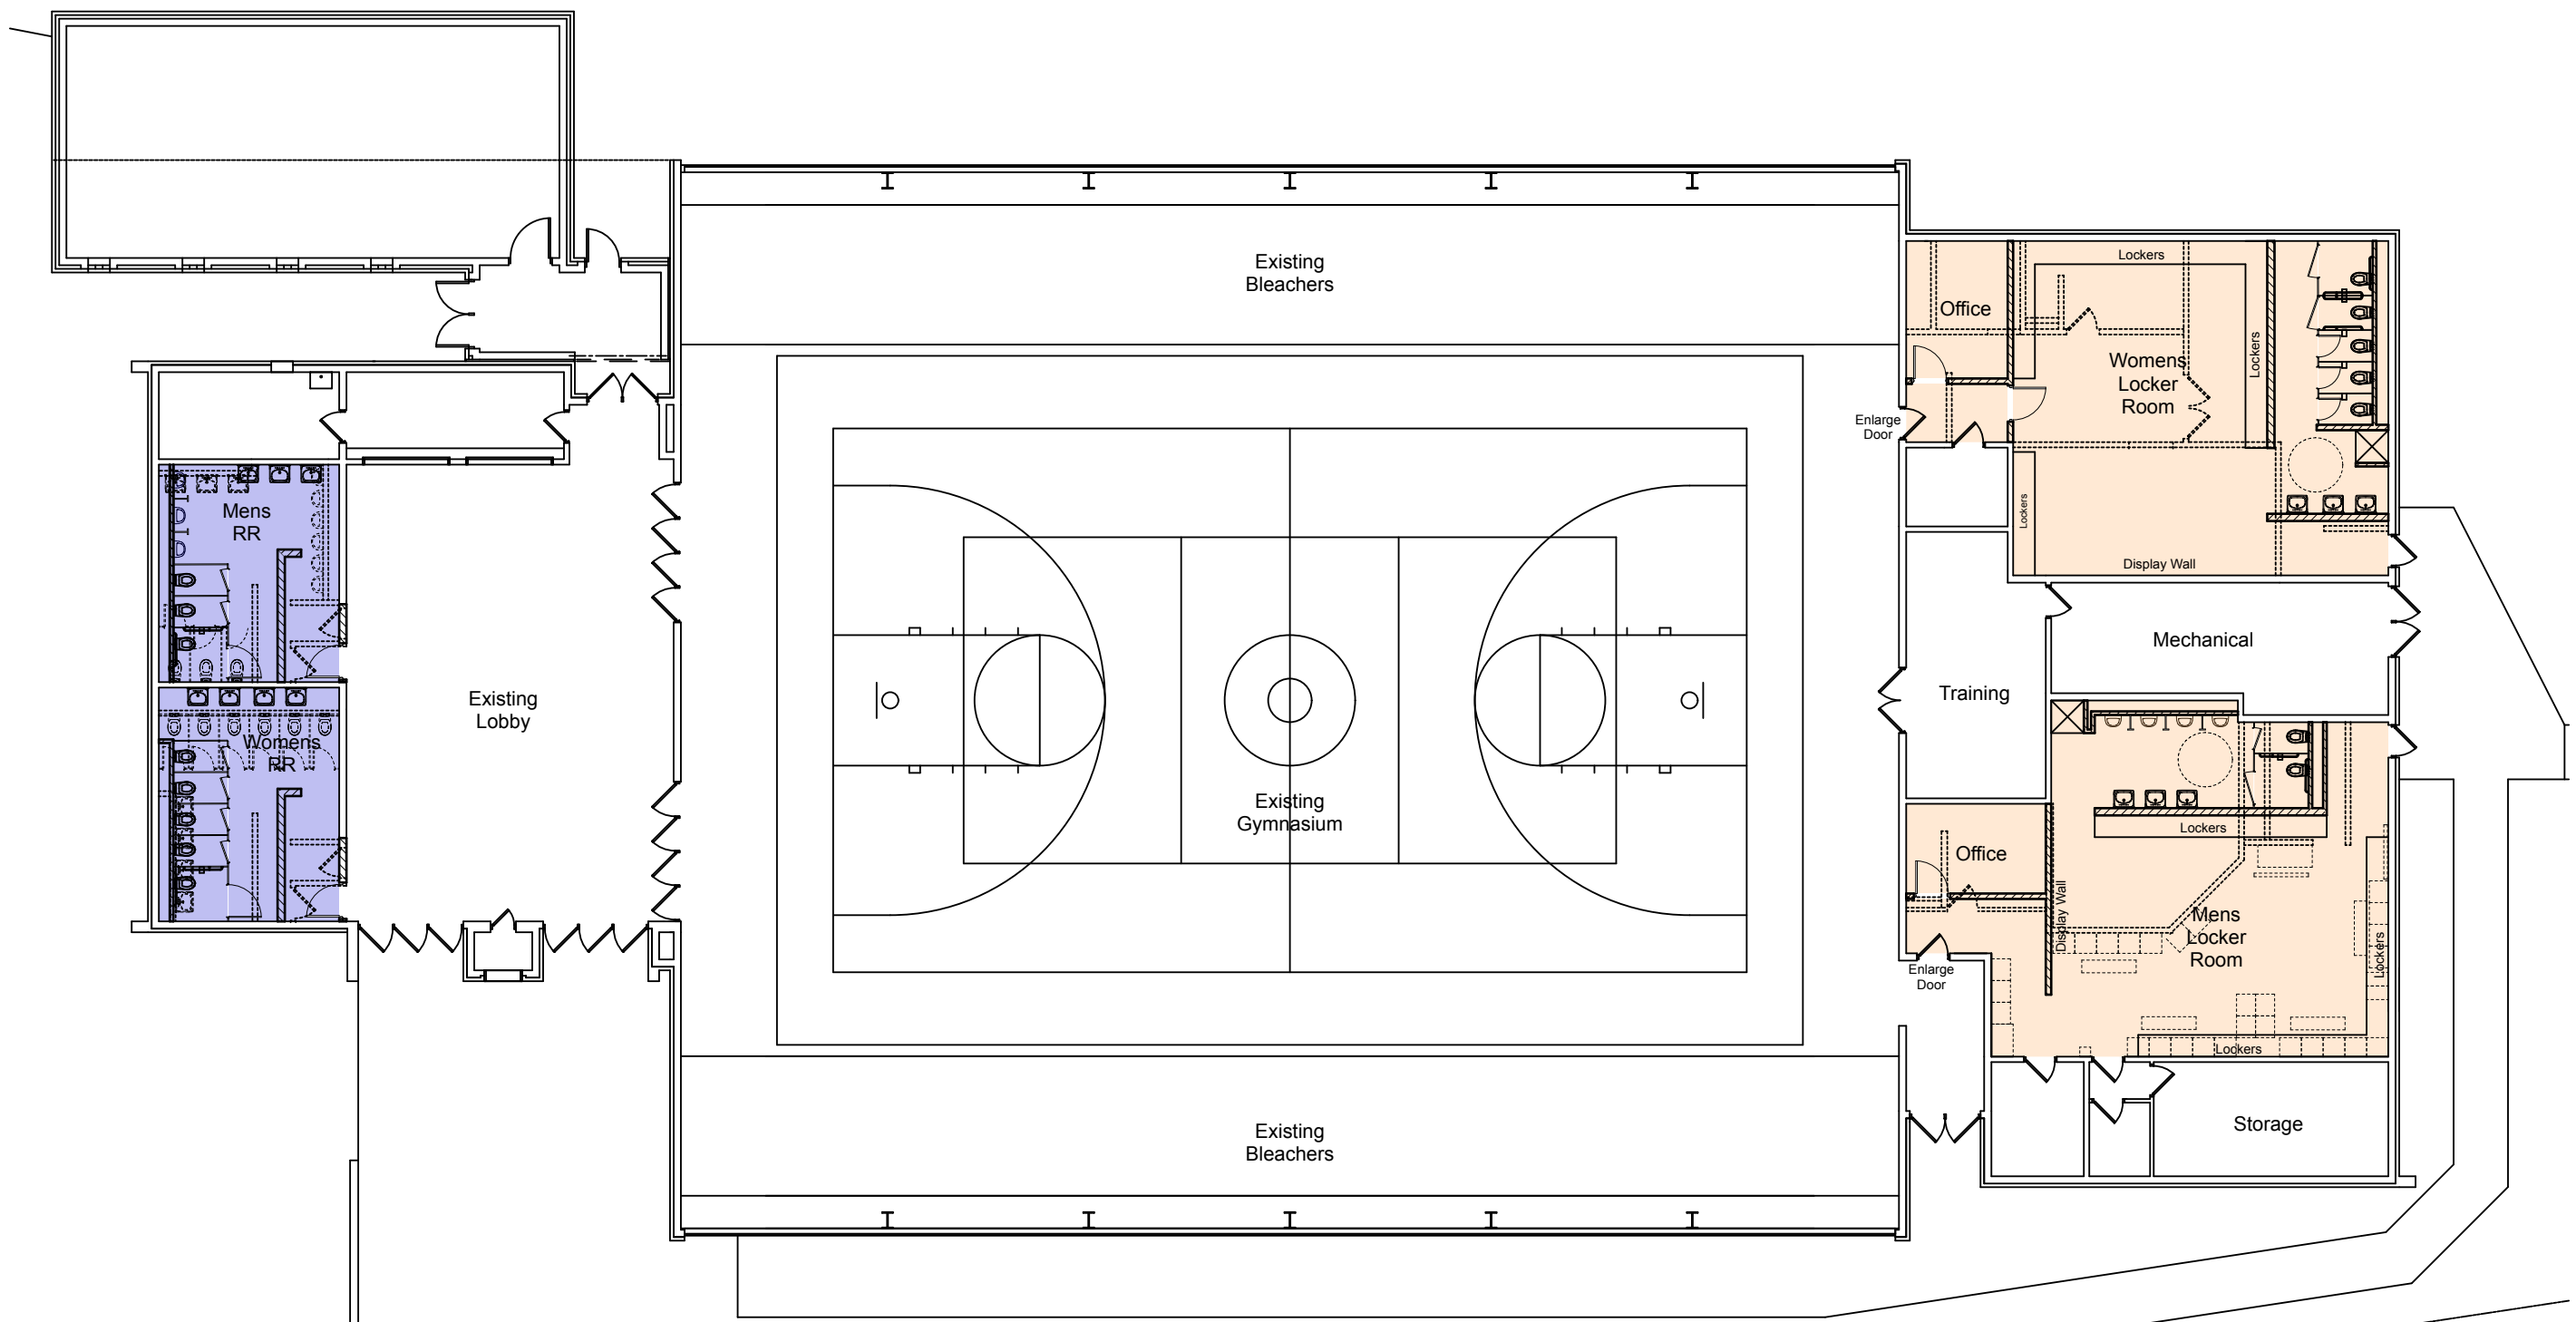 Existing
Bleachers
Lockers
Office
Lockers
Womens
Locker
Room
Enlarge
Door
Lockers
Mens
RR
Display Wall
Mechanical
Existing
Lobby
Training
Womens
RR
Existing
Gymnasium
Lockers
Office
Display Wall
Mens
Locker
Room
Lockers
Enlarge
Door
Lockers
Existing
Bleachers
Storage